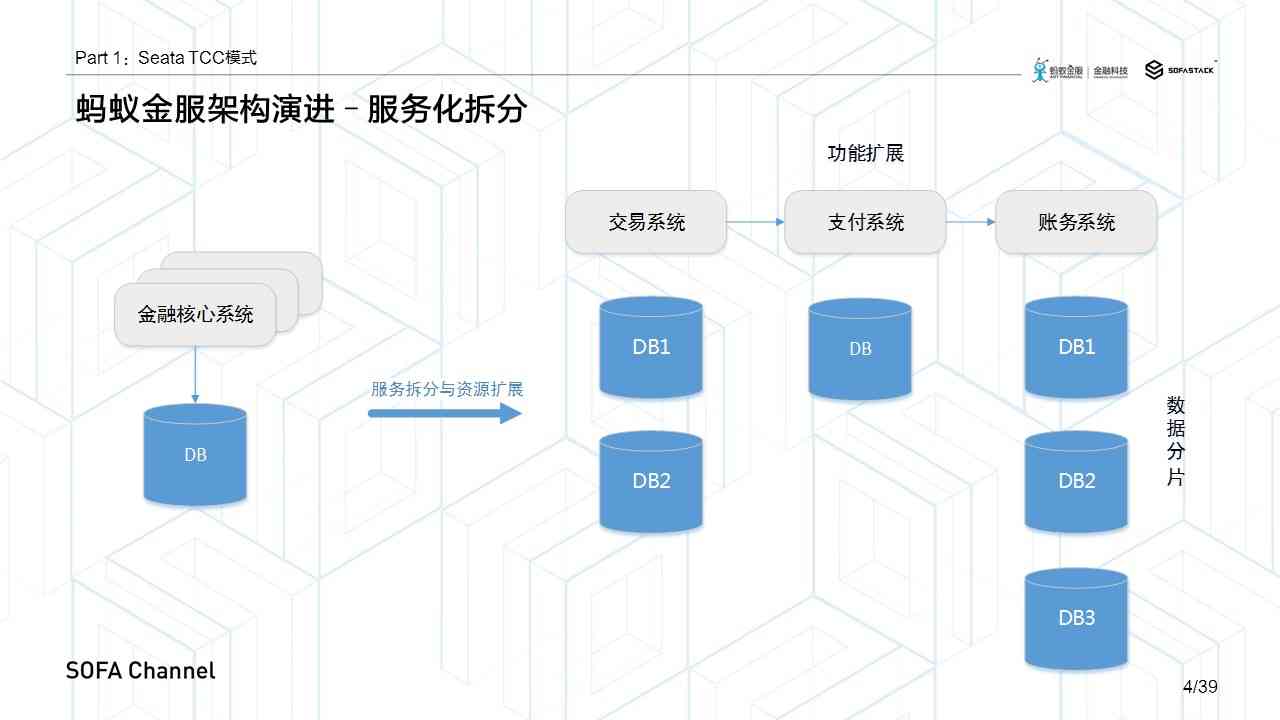 Part 1：Seata TCC模式
蚂蚁金服 | 金融科技
SOFASTACK
蚂蚁金服架构演进 – 服务化拆分
功能扩展
交易系统
支付系统
账务系统
金融核心系统
DB
服务拆分与资源扩展
DB1
DB2
DB
DB1
DB2
DB3
数据分片
SOFA Channel
4/39